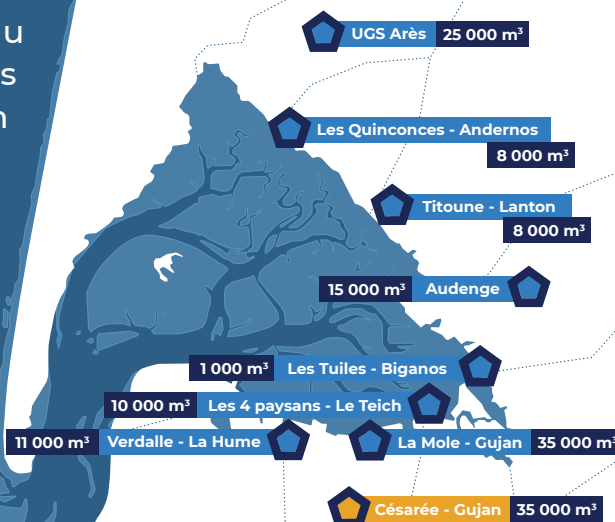 u
s
n
UGS Arès 25 000 m³
Les Quinconces - Andernos
8 000 m³
Titoune - Lanton
8 000 m³
15 000 m³ Audenge
1 000 m³ Les Tuiles - Biganos
10 000 m³ Les 4 paysans - Le Teich
11 000 m³ Verdalle - La Hume
La Mole - Gujan 35 000 m³
Césarée - Gujan 35 000 m³